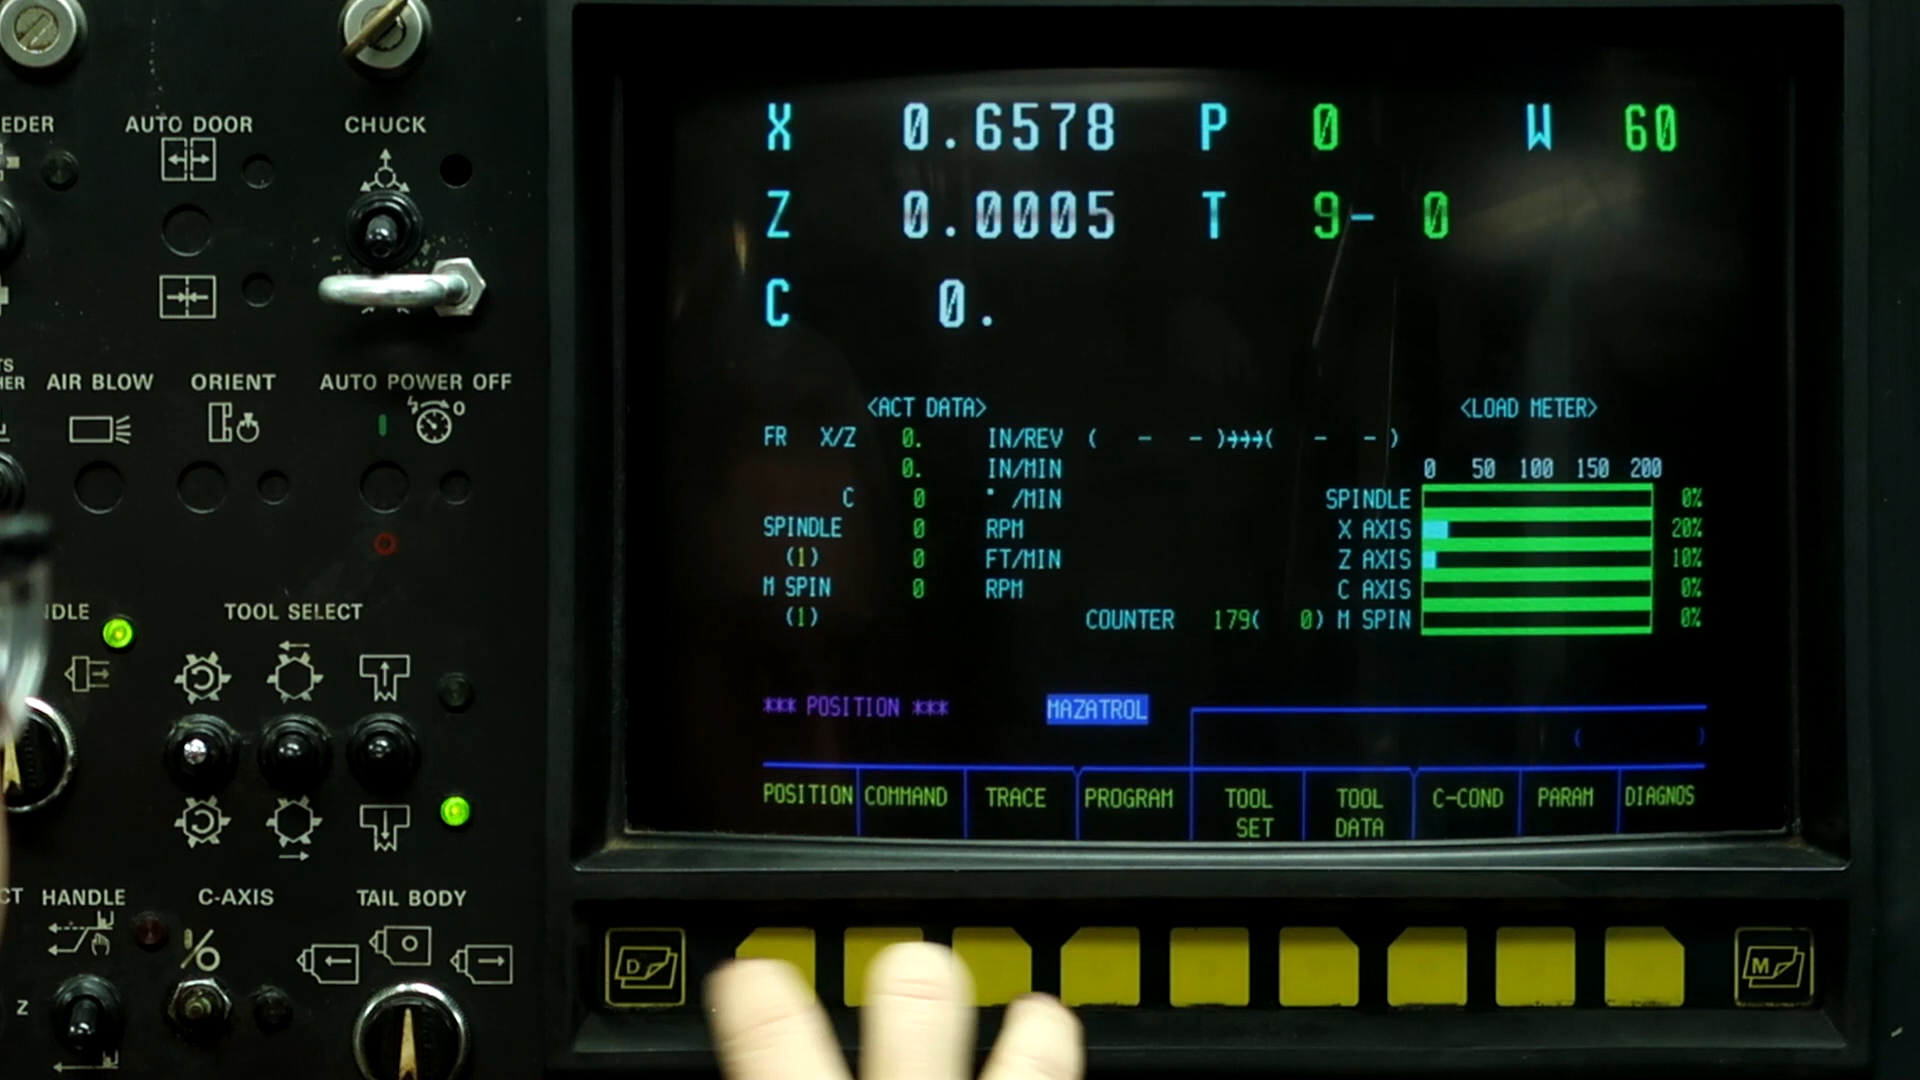 EDER
AUTO DOOR
CHUCK
TS
HER
AIR BLOW
ORIENT
AUTO POWER OFF
O
NDLE
TOOL SELECT
CT
HANDLE
C-AXIS
TAIL BODY
Z
X 0.6578 P 0 W 60
Z 0.0005 T 9- 0
C 0.
<ACT DATA> <LOAD METER>
FR X/Z 0. IN/REV ( - - )→→→( - - )
0. IN/MIN
0 50 100 150 200
C 0 ° /MIN SPINDLE 0%
SPINDLE 0 RPM X AXIS 20%
(1) 0 FT/MIN Z AXIS 10%
M SPIN 0 RPM C AXIS 0%
(1) COUNTER 179( 0) M SPIN 0%
*** POSITION *** MAZATROL
( )
POSITION COMMAND TRACE PROGRAM TOOL SET TOOL DATA C-COND PARAM DIAGNOS
D M